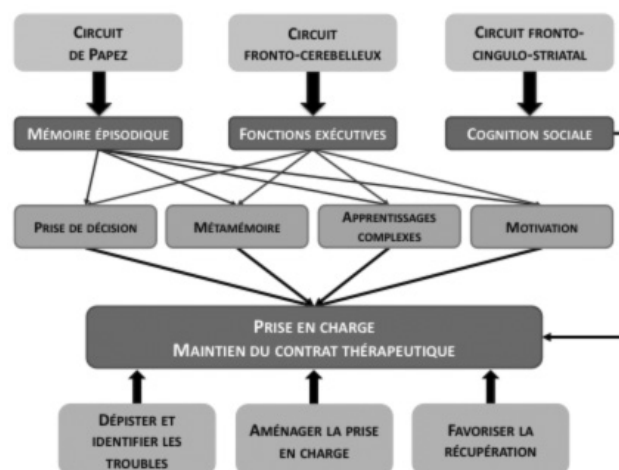 CIRCUIT
DE PAPEZ
CIRCUIT
FRONTO-CEREBELLEUX
CIRCUIT FRONTO-
CINGULO-STRIATAL
MÉMOIRE ÉPISODIQUE
FONCTIONS EXÉCUTIVES
COGNITION SOCIALE
PRISE DE DÉCISION
MÉTAMÉMOIRE
APPRENTISSAGES
COMPLEXES
MOTIVATION
PRISE EN CHARGE
MAINTIEN DU CONTRAT THÉRAPEUTIQUE
DÉPISTER ET
IDENTIFIER LES
TROUBLES
AMÉNAGER LA PRISE
EN CHARGE
FAVORISER LA
RÉCUPÉRATION